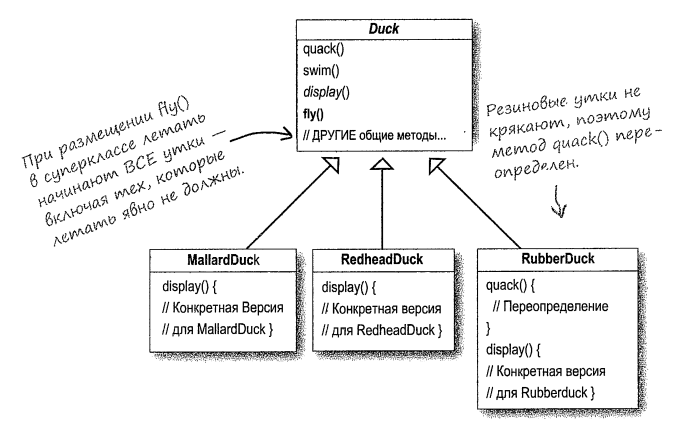 Duck
quack()
swim()
display()
fly()
// ДРУГИЕ общие методы...
При размещении fly()
в суперклассе летать
начинают ВСЕ утки —
включая тех, которые
летать явно не должны.
Резиновые утки не
крякают, поэтому
метод quack() пере-
определен.
MallardDuck
display() {
// Конкретная Версия
// для MallardDuck }
RedheadDuck
display() {
// Конкретная версия
// для RedheadDuck }
RubberDuck
quack() {
// Переопределение
}
display() {
// Конкретная версия
// для Rubberduck }